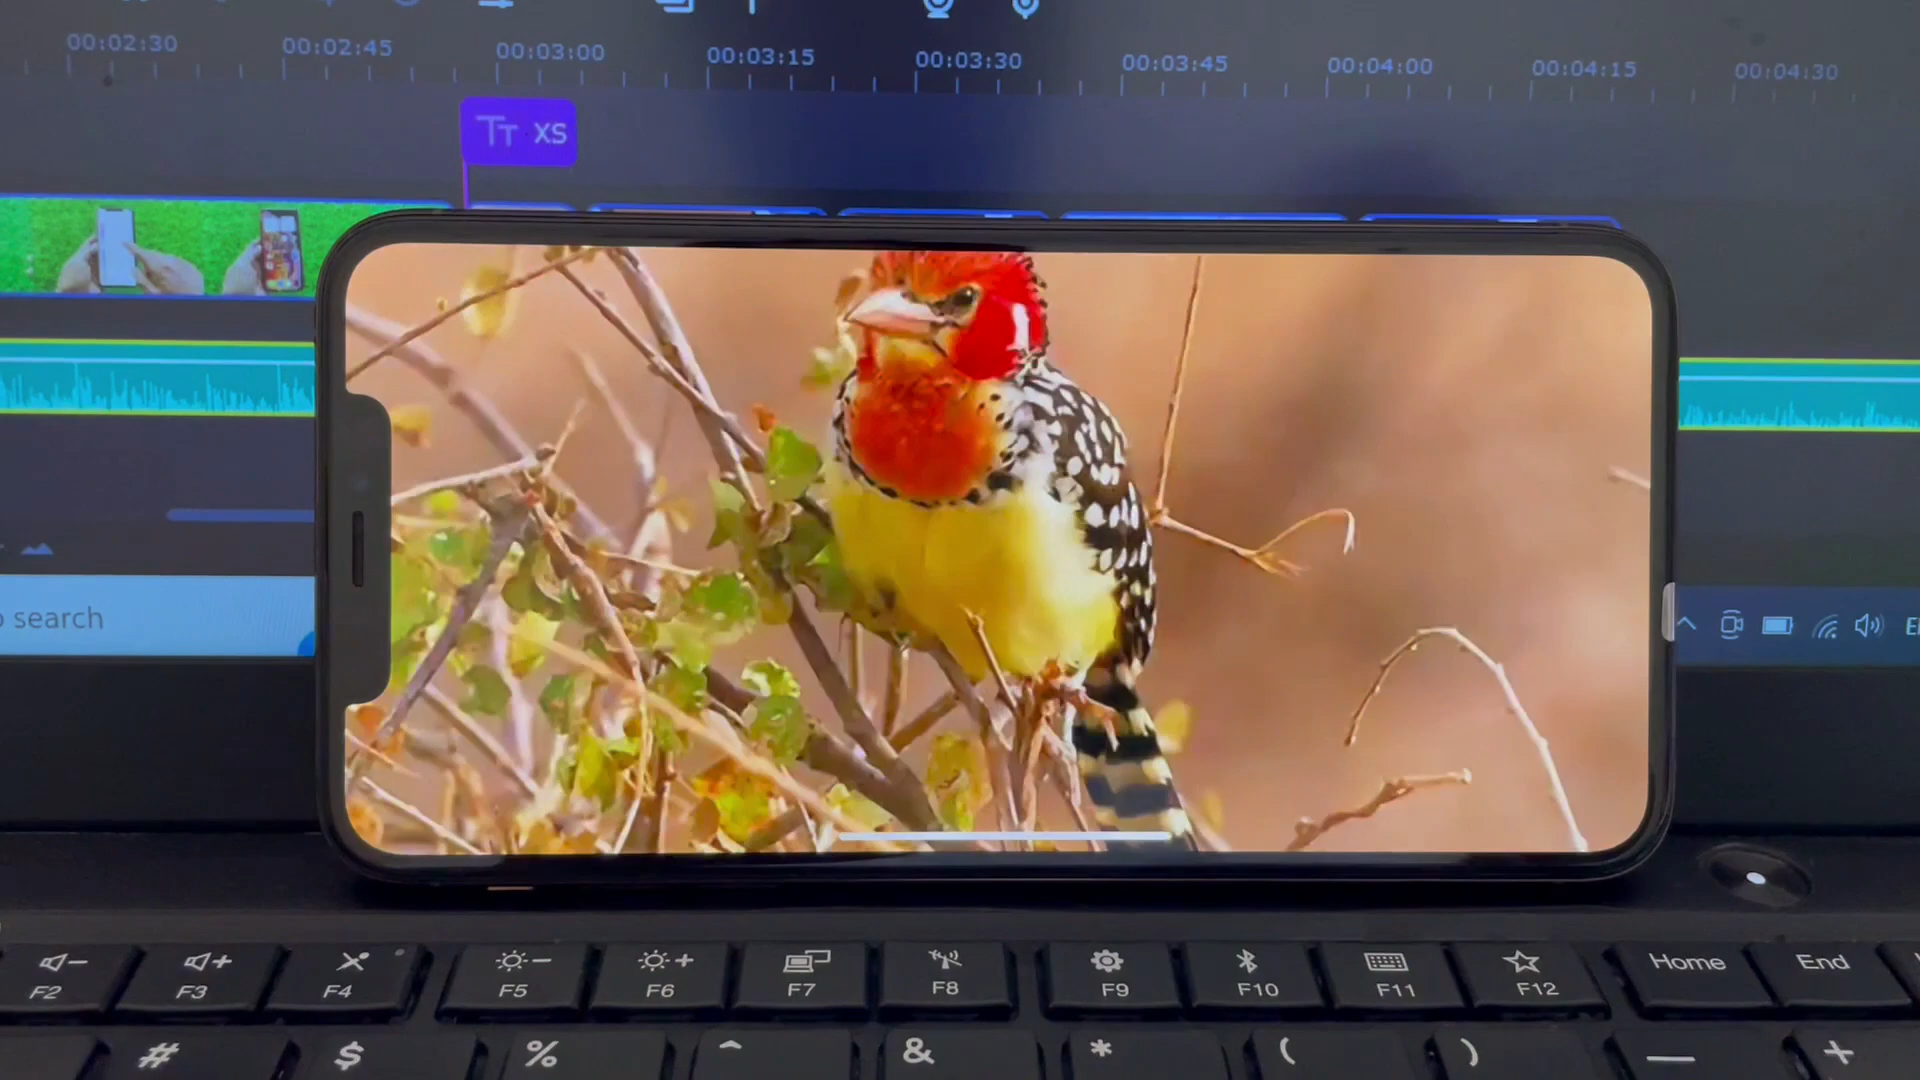 00:02:30 00:02:45 00:03:00 00:03:15 00:03:30 00:03:45 00:04:00 00:04:15 00:04:30
TT XS
search
F2 F3 F4 F5 F6 F7 F8 F9 F10 F11 F12 Home End
# $ % ^ & * ( ) — +